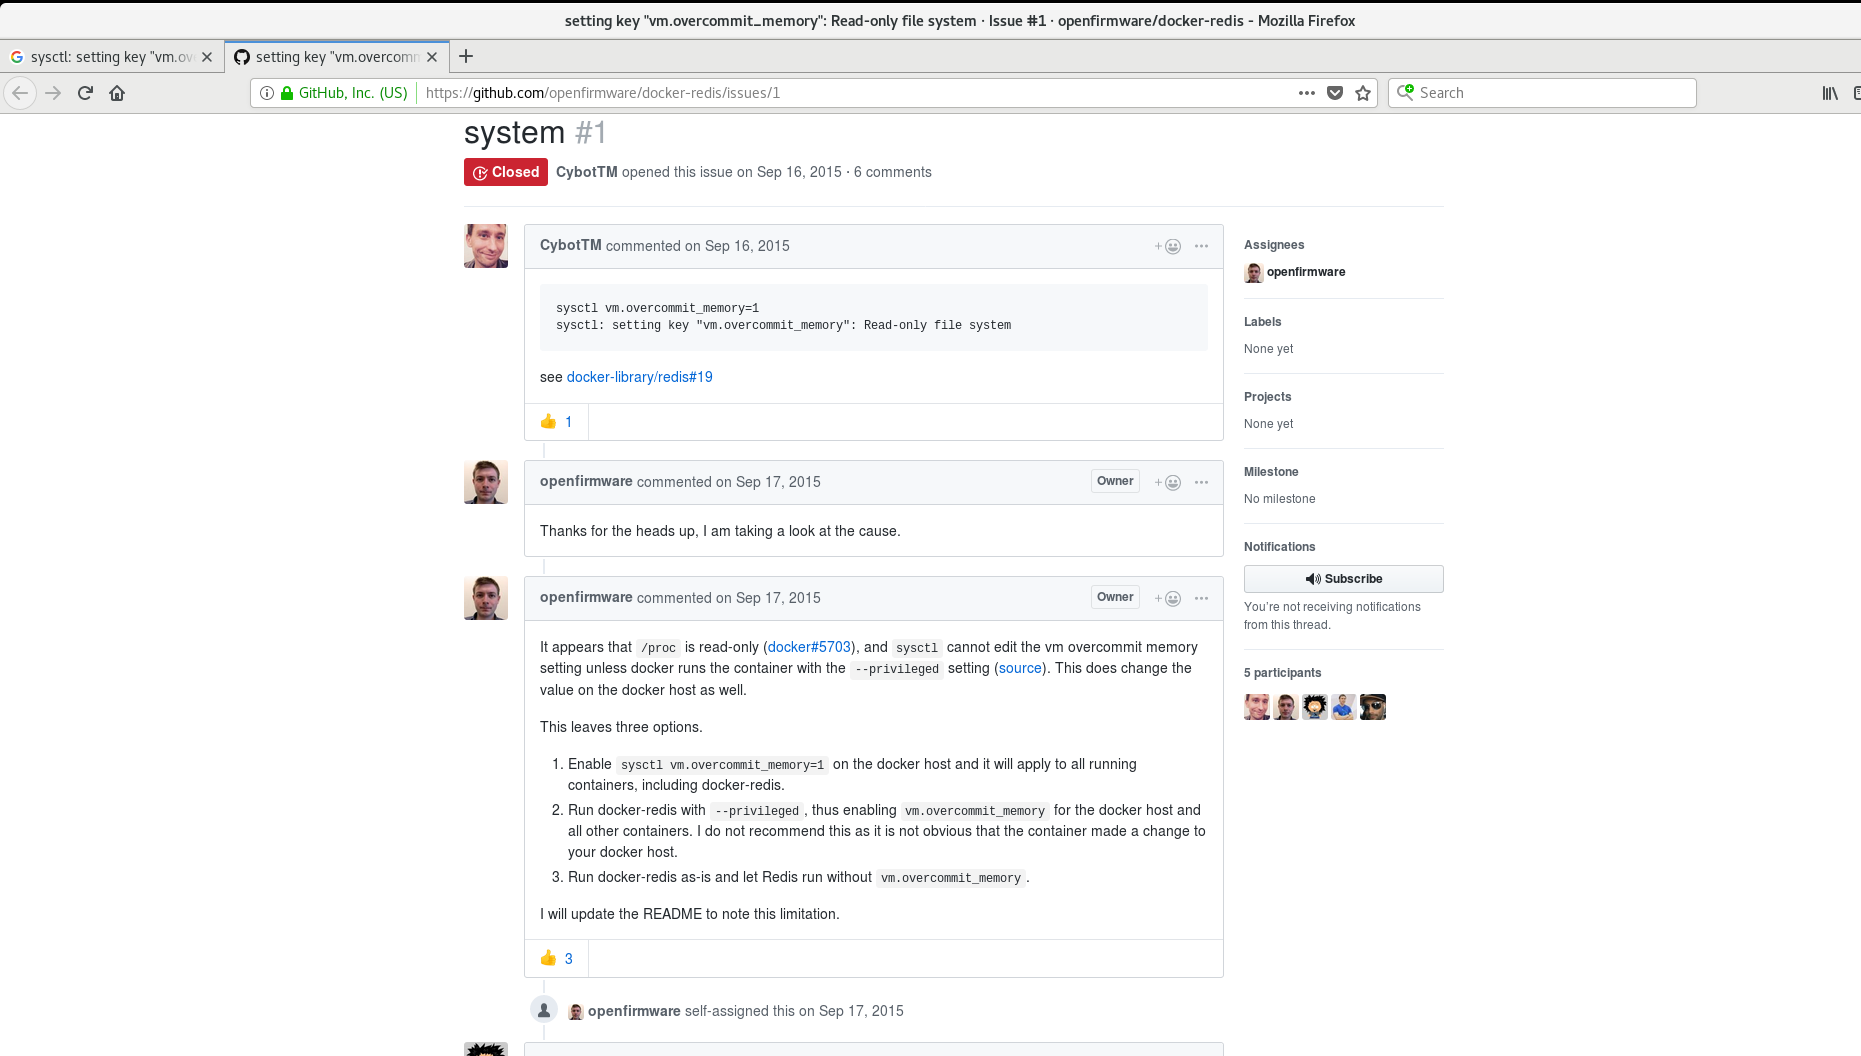 setting key "vm.overcommit_memory": Read-only file system · Issue #1 · openfirmware/docker-redis - Mozilla Firefox
sysctl: setting key "vm.ov
setting key "vm.overcomm
GitHub, Inc. (US)
https://github.com/openfirmware/docker-redis/issues/1
Search
system #1
Closed
CybotTM opened this issue on Sep 16, 2015 · 6 comments
CybotTM commented on Sep 16, 2015
sysctl vm.overcommit_memory=1
sysctl: setting key "vm.overcommit_memory": Read-only file system
see docker-library/redis#19
1
openfirmware commented on Sep 17, 2015
Owner
Thanks for the heads up, I am taking a look at the cause.
openfirmware commented on Sep 17, 2015
Owner
It appears that /proc is read-only (docker#5703), and sysctl cannot edit the vm overcommit memory
setting unless docker runs the container with the --privileged setting (source). This does change the
value on the docker host as well.
This leaves three options.
1. Enable sysctl vm.overcommit_memory=1 on the docker host and it will apply to all running
containers, including docker-redis.
2. Run docker-redis with --privileged, thus enabling vm.overcommit_memory for the docker host and
all other containers. I do not recommend this as it is not obvious that the container made a change to
your docker host.
3. Run docker-redis as-is and let Redis run without vm.overcommit_memory.
I will update the README to note this limitation.
3
openfirmware self-assigned this on Sep 17, 2015
Assignees
openfirmware
Labels
None yet
Projects
None yet
Milestone
No milestone
Notifications
Subscribe
You're not receiving notifications
from this thread.
5 participants